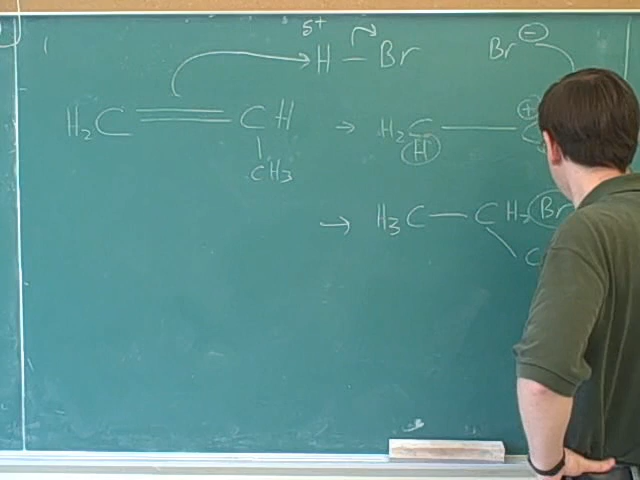 δ+
H — Br
Br ⊖
H₂C ═ CH
CH₃
→ H₂C — C ⊕
H
→ H₃C — CH
Br
C